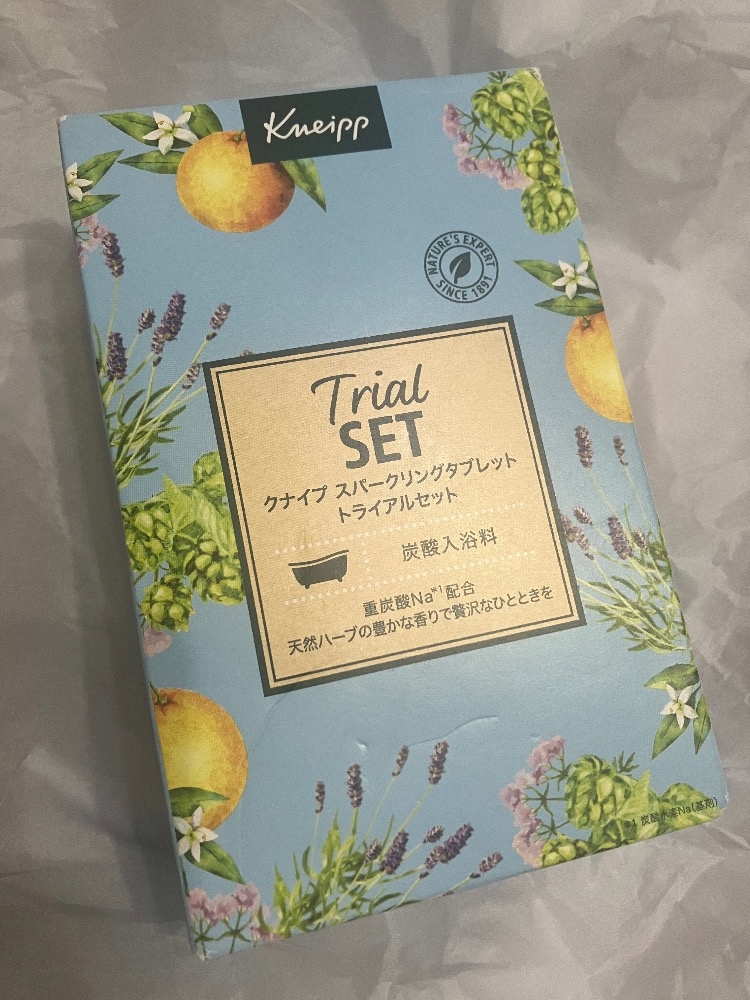 Kneipp
NATURE'S EXPERT
SINCE 1891
Trial
SET
クナイプ スパークリングタブレット
トライアルセット
炭酸入浴料
重炭酸Na*1配合
天然ハーブの豊かな香りで贅沢なひとときを
*1 炭酸水素Na(基剤)